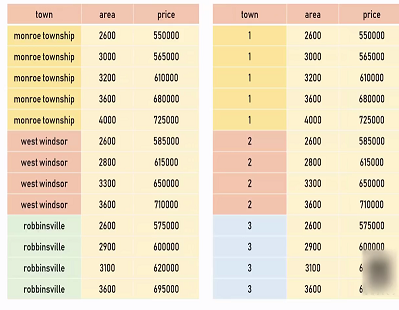 town area price
monroe township 2600 550000
monroe township 3000 565000
monroe township 3200 610000
monroe township 3600 680000
monroe township 4000 725000
west windsor 2600 585000
west windsor 2800 615000
west windsor 3300 650000
west windsor 3600 710000
robbinsville 2600 575000
robbinsville 2900 600000
robbinsville 3100 620000
robbinsville 3600 695000
town area price
1 2600 550000
1 3000 565000
1 3200 610000
1 3600 680000
1 4000 725000
2 2600 585000
2 2800 615000
2 3300 650000
2 3600 710000
3 2600 575000
3 2900 600000
3 3100
3 3600